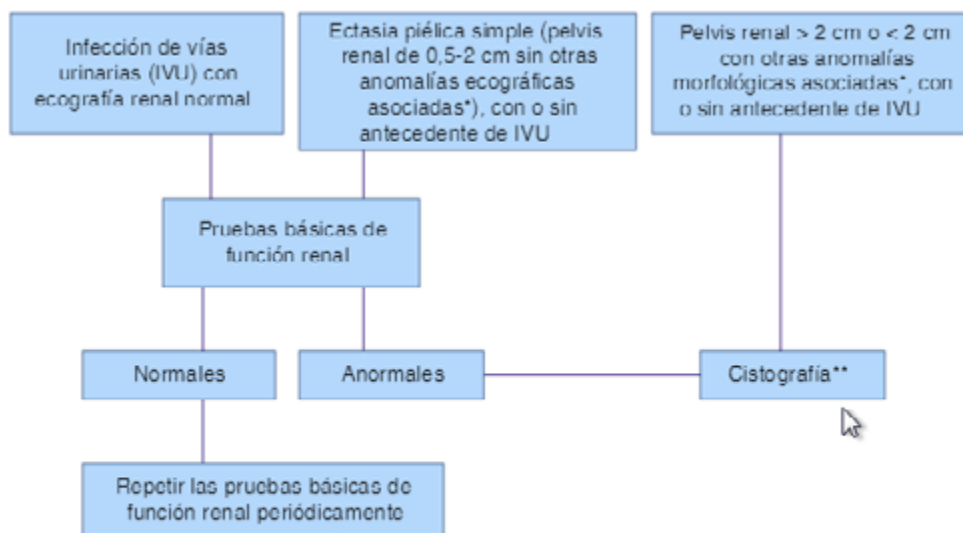 Infección de vías
urinarias (IVU) con
ecografía renal normal
Ectasia piélica simple (pelvis
renal de 0,5-2 cm sin otras
anomalías ecográficas
asociadas*), con o sin
antecedente de IVU
Pelvis renal > 2 cm o < 2 cm
con otras anomalías
morfológicas asociadas*, con
o sin antecedente de IVU
Pruebas básicas de
función renal
Normales
Anormales
Cistografía**
Repetir las pruebas básicas de
función renal periódicamente